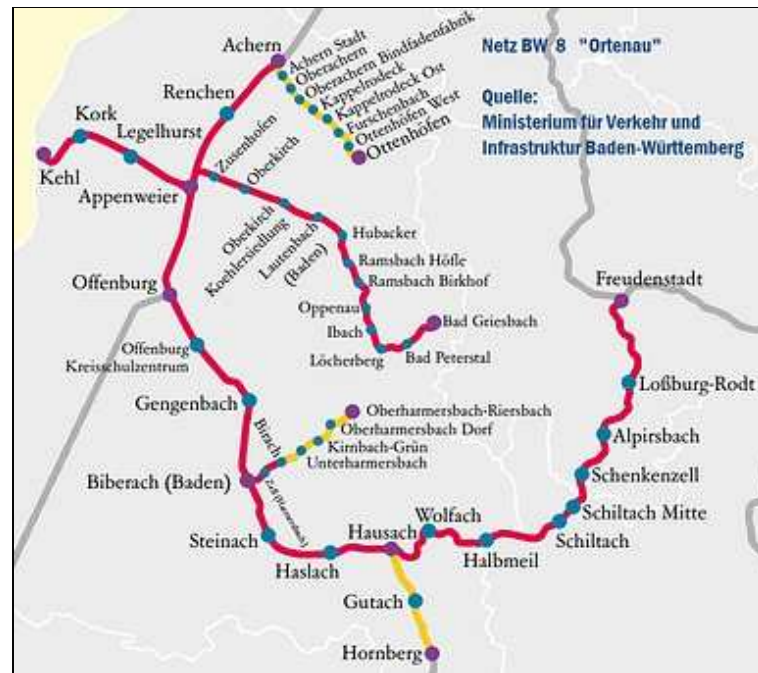 Netz BW 8 "Ortenau"
Quelle:
Ministerium für Verkehr und
Infrastruktur Baden-Württemberg
Achern
Achern Stadt
Oberachern
Oberachern Bindfadenfabrik
Kappelrodeck
Kappelrodeck Ost
Furschenbach
Ottenhöfen West
Ottenhöfen
Renchen
Kork
Legelhurst
Kehl
Appenweier
Zusenhofen
Oberkirch
Oberkirch
Koehlersiedlung
Lautenbach
(Baden)
Hubacker
Ramsbach Höfle
Ramsbach Birkhof
Oppenau
Ibach
Löcherberg
Bad Peterstal
Bad Griesbach
Offenburg
Offenburg
Kreisschulzentrum
Gengenbach
Biberach (Baden)
Birach
Unterharmersbach
Kirnbach-Grün
Oberharmersbach Dorf
Oberharmersbach-Riersbach
Steinach
Haslach
Hausach
Gutach
Hornberg
Wolfach
Halbmeil
Schiltach
Schiltach Mitte
Schenkenzell
Alpirsbach
Loßburg-Rodt
Freudenstadt